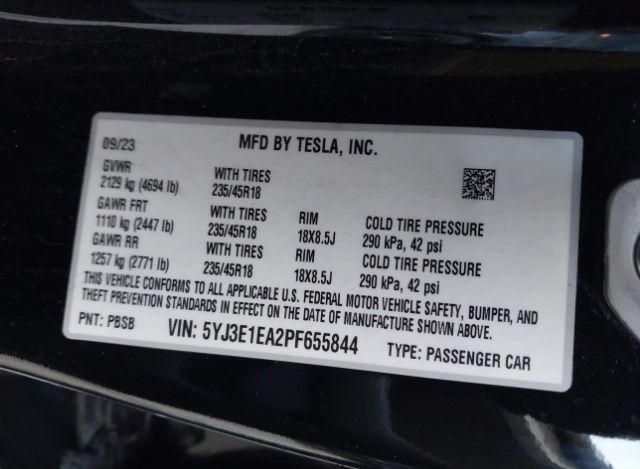 09/23 MFD BY TESLA, INC.
GVWR
2129 kg (4694 lb) WITH TIRES 235/45R18
GAWR FRT
1110 kg (2447 lb) WITH TIRES 235/45R18 RIM 18X8.5J COLD TIRE PRESSURE 290 kPa, 42 psi
GAWR RR
1257 kg (2771 lb) WITH TIRES 235/45R18 RIM 18X8.5J COLD TIRE PRESSURE 290 kPa, 42 psi
THIS VEHICLE CONFORMS TO ALL APPLICABLE U.S. FEDERAL MOTOR VEHICLE SAFETY, BUMPER, AND
THEFT PREVENTION STANDARDS IN EFFECT ON THE DATE OF MANUFACTURE SHOWN ABOVE.
PNT: PBSB VIN: 5YJ3E1EA2PF655844 TYPE: PASSENGER CAR